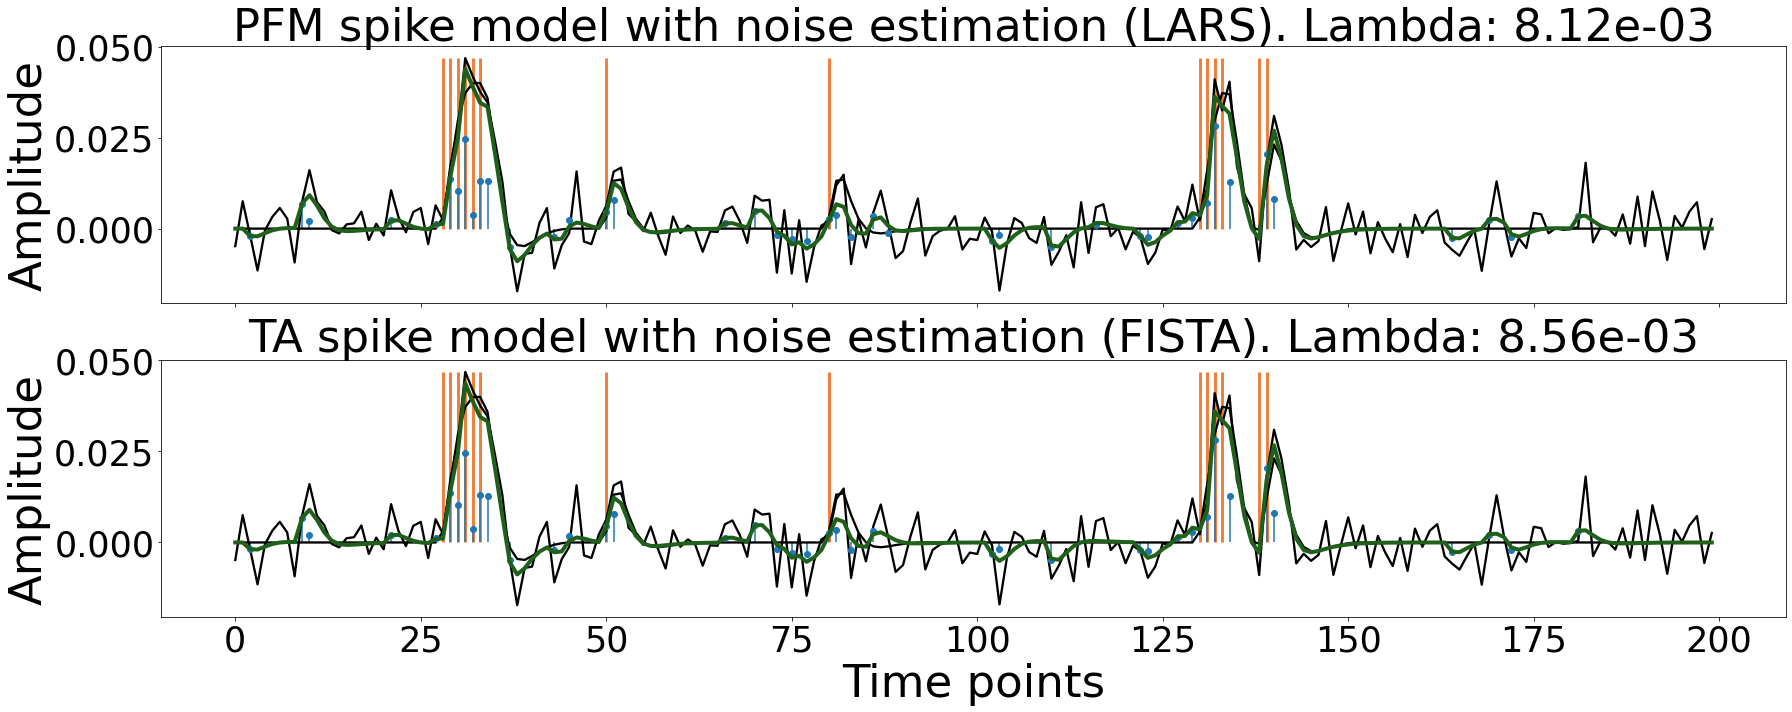 PFM spike model with noise estimation (LARS). Lambda: 8.12e-03
Amplitude
0.050
0.025
0.000
TA spike model with noise estimation (FISTA). Lambda: 8.56e-03
Amplitude
0.050
0.025
0.000
0 25 50 75 100 125 150 175 200
Time points